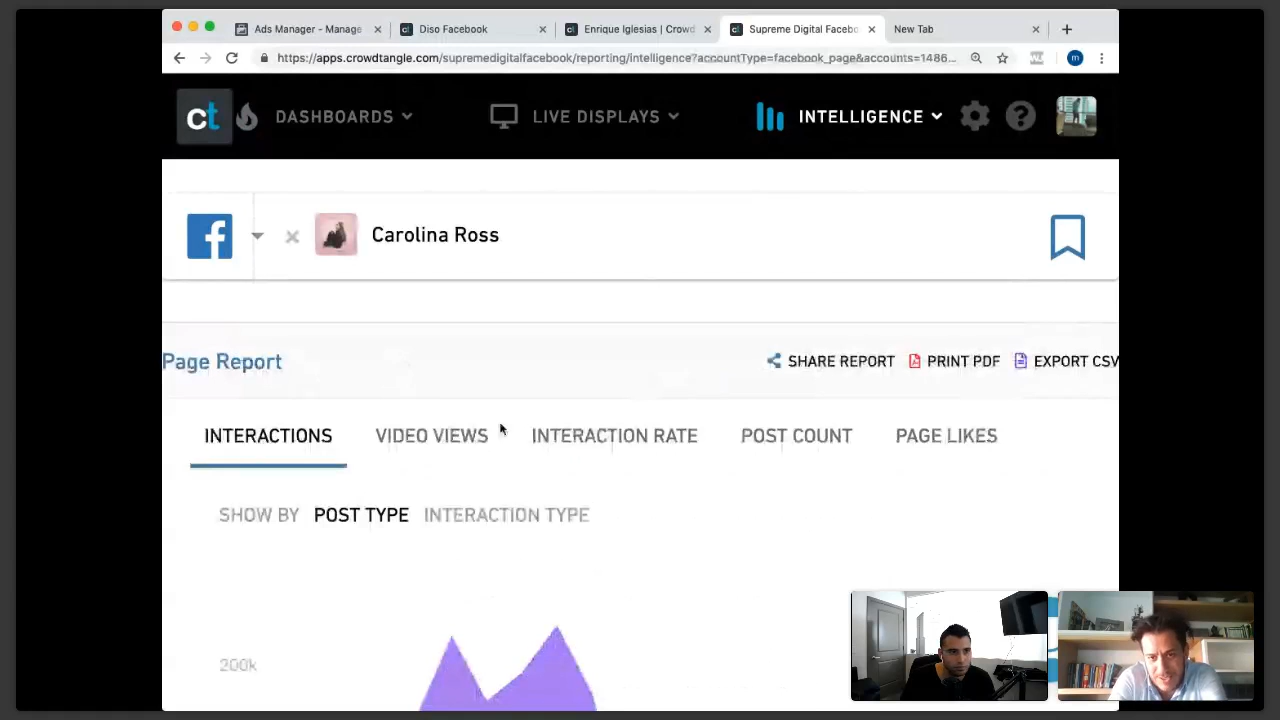 Ads Manager - Manage
Diso Facebook
Enrique Iglesias | Crowd
Supreme Digital Facebo
New Tab
https://apps.crowdtangle.com/supremedigitalfacebook/reporting/intelligence?accountType=facebook_page&accounts=1486...
ct
DASHBOARDS
LIVE DISPLAYS
INTELLIGENCE
Carolina Ross
Page Report
SHARE REPORT
PRINT PDF
EXPORT CSV
INTERACTIONS
VIDEO VIEWS
INTERACTION RATE
POST COUNT
PAGE LIKES
SHOW BY POST TYPE INTERACTION TYPE
200k